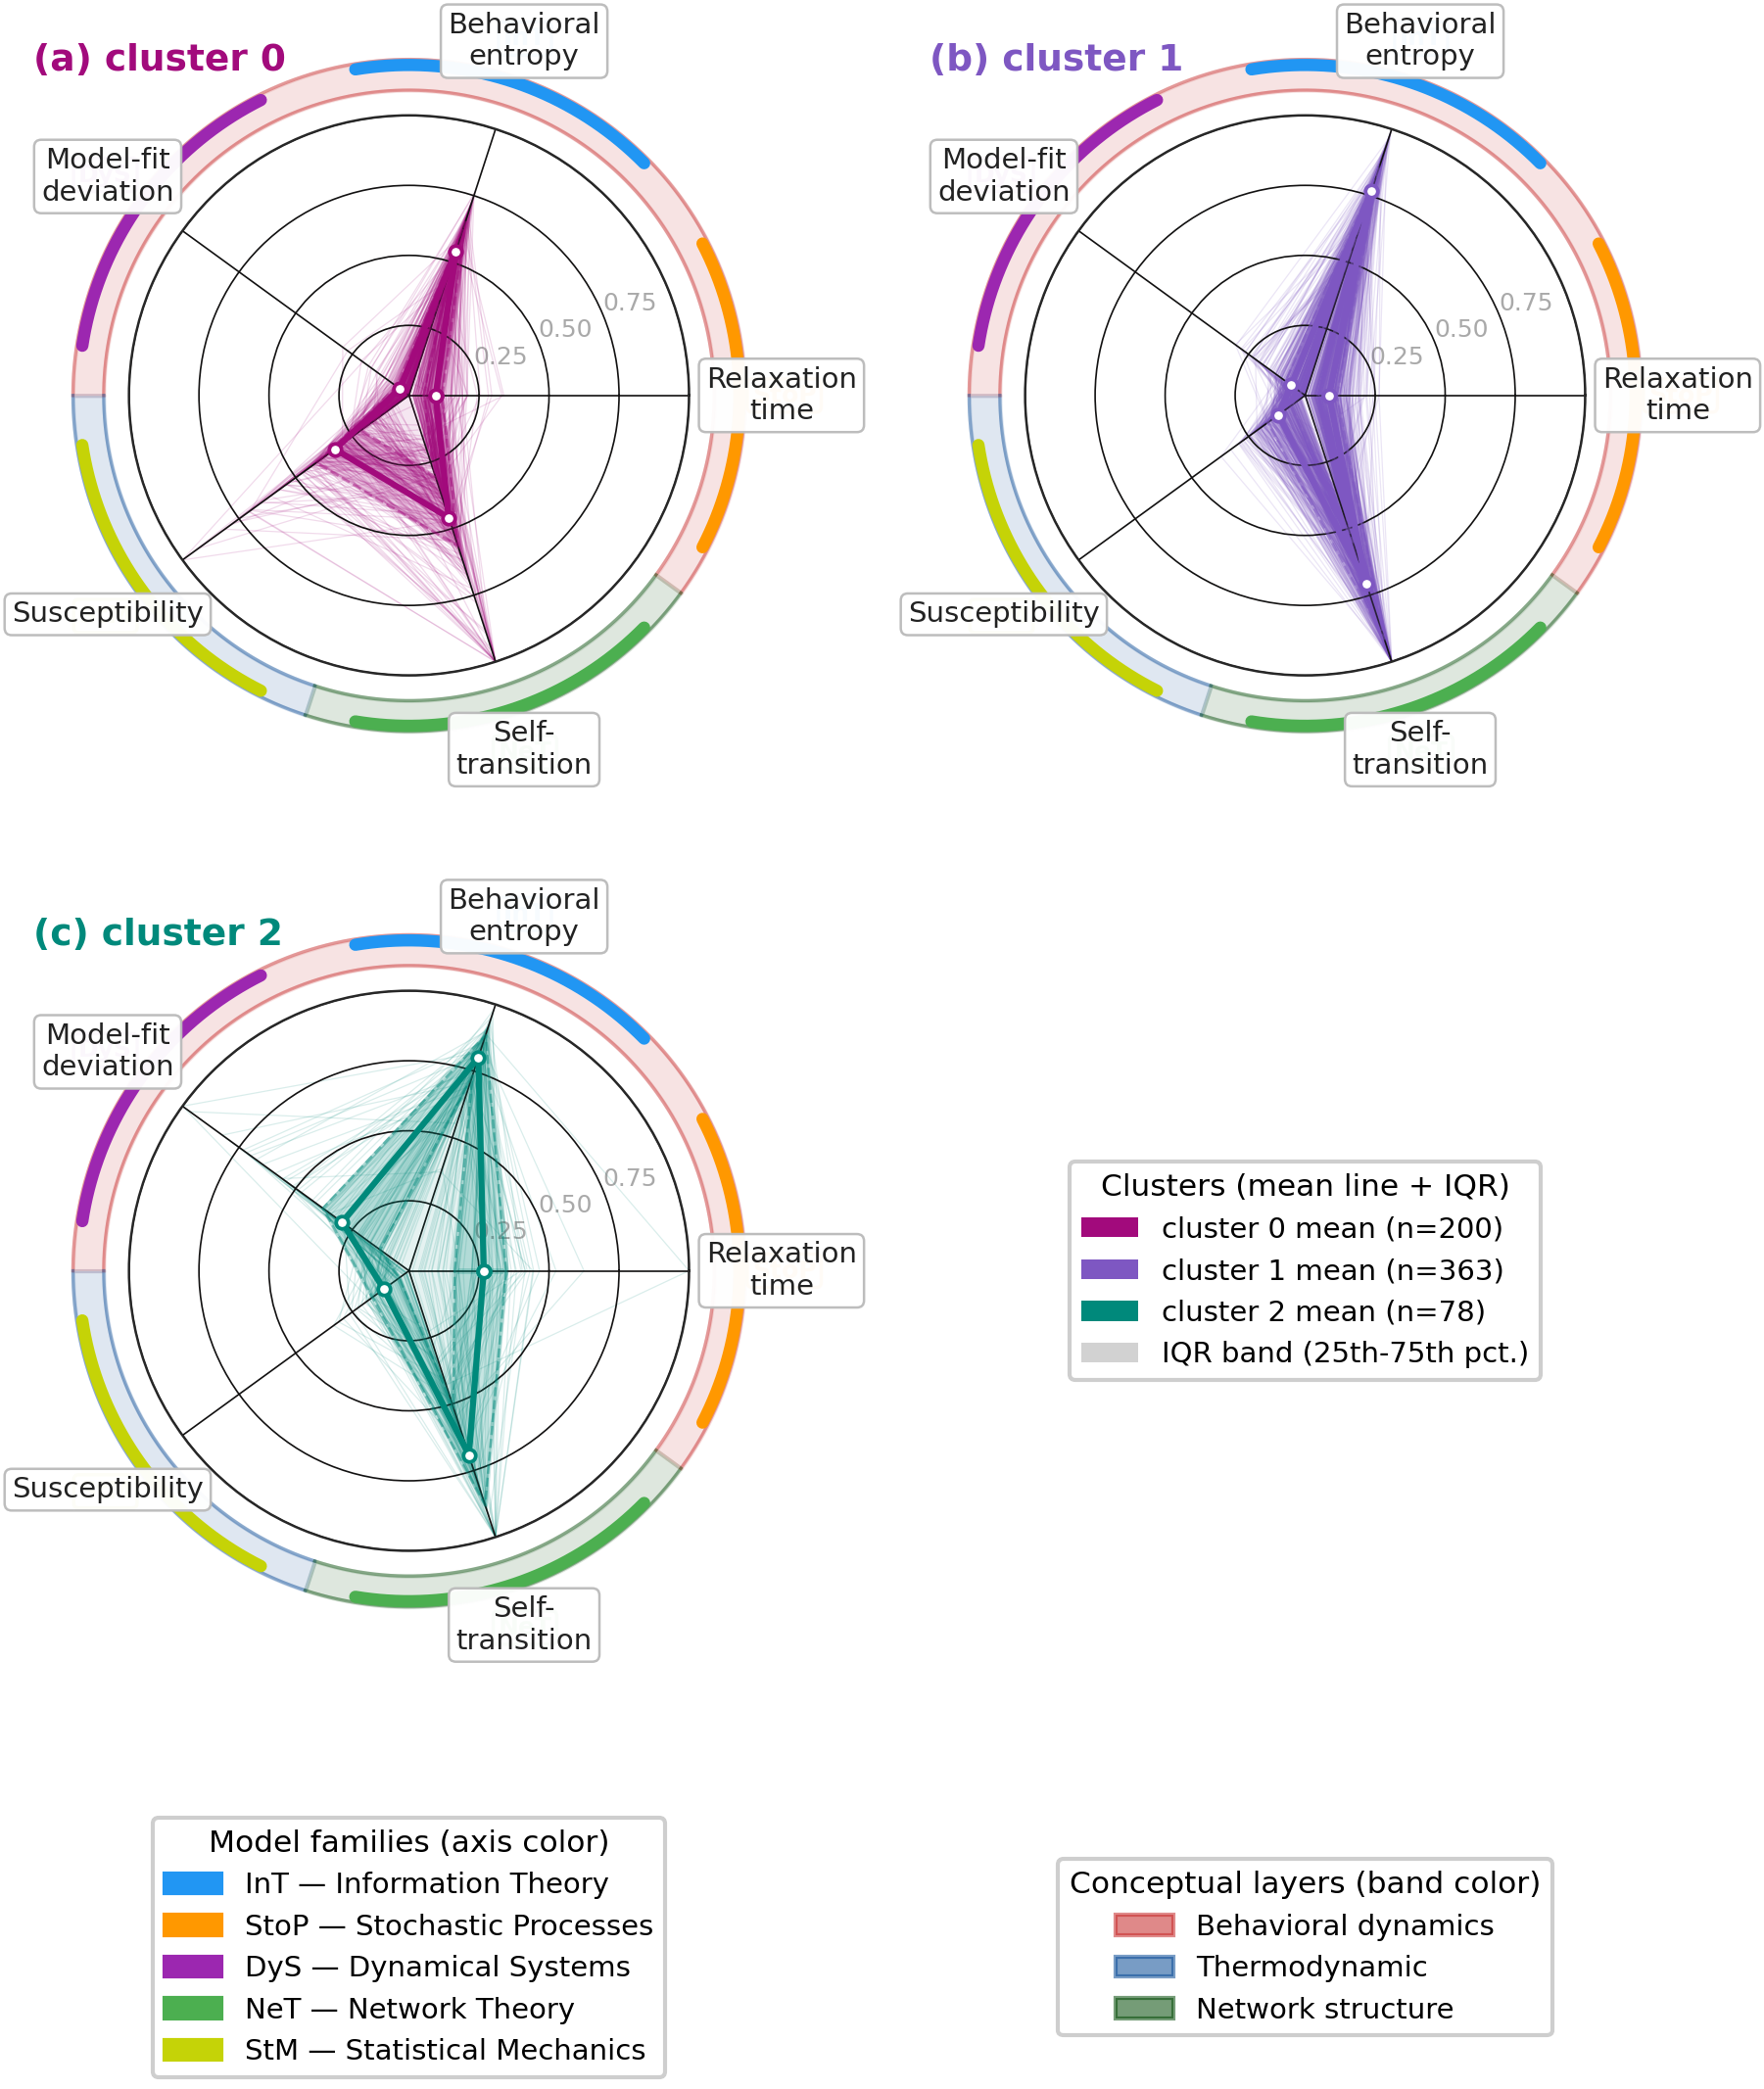 (a) cluster 0
Behavioral
entropy
Model-fit
deviation
0.75
0.50
0.25
Relaxation
time
Susceptibility
Self-
transition
(b) cluster 1
Behavioral
entropy
Model-fit
deviation
0.75
0.50
0.25
Relaxation
time
Susceptibility
Self-
transition
(c) cluster 2
Behavioral
entropy
Model-fit
deviation
0.75
0.50
0.25
Relaxation
time
Susceptibility
Self-
transition
Clusters (mean line + IQR)
cluster 0 mean (n=200)
cluster 1 mean (n=363)
cluster 2 mean (n=78)
IQR band (25th-75th pct.)
Model families (axis color)
InT — Information Theory
StoP — Stochastic Processes
DyS — Dynamical Systems
NeT — Network Theory
StM — Statistical Mechanics
Conceptual layers (band color)
Behavioral dynamics
Thermodynamic
Network structure